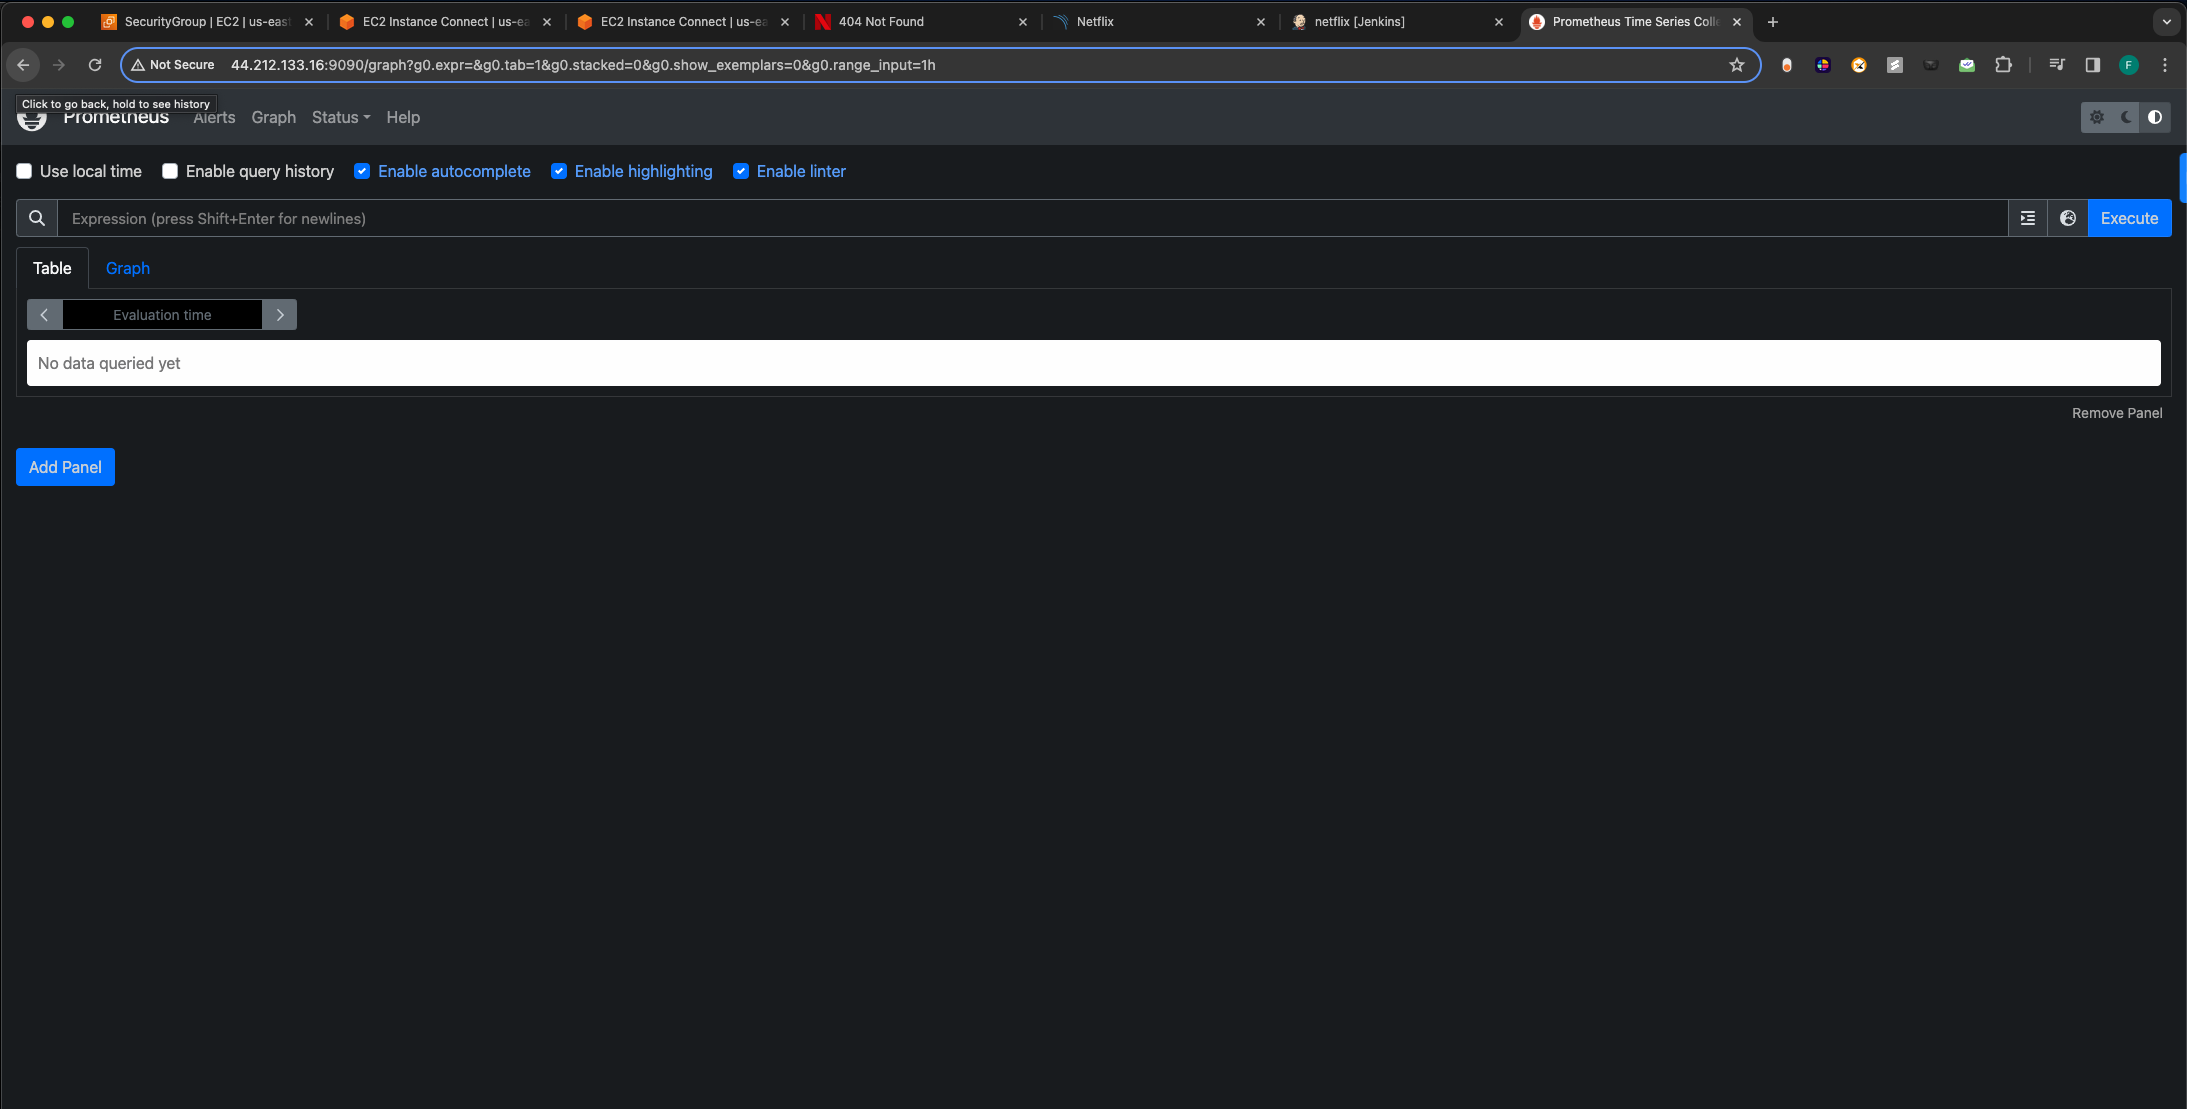 SecurityGroup | EC2 | us-east
EC2 Instance Connect | us-ea
EC2 Instance Connect | us-ea
404 Not Found
Netflix
netflix [Jenkins]
Prometheus Time Series Colle
Not Secure
44.212.133.16:9090/graph?g0.expr=&g0.tab=1&g0.stacked=0&g0.show_exemplars=0&g0.range_input=1h
F
Click to go back, hold to see history
Prometheus Alerts Graph Status Help
Use local time Enable query history Enable autocomplete Enable highlighting Enable linter
Expression (press Shift+Enter for newlines)
Execute
Table Graph
Evaluation time
No data queried yet
Remove Panel
Add Panel